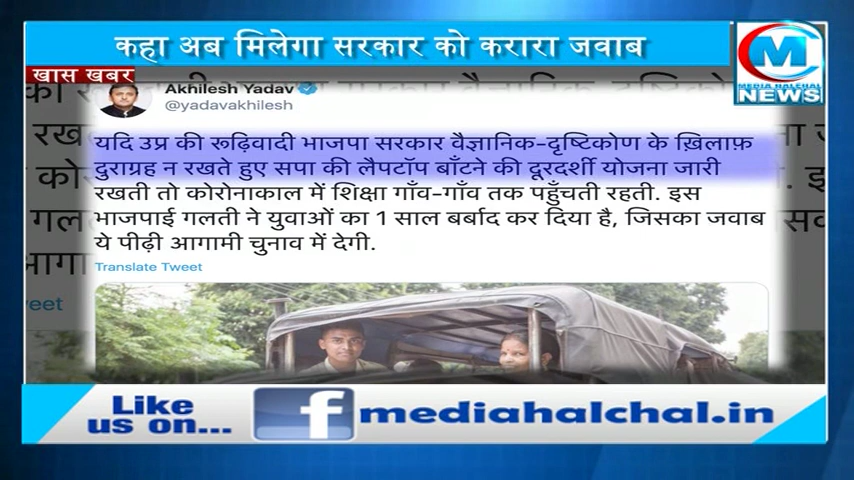 कहा अब मिलेगा सरकार को करारा जवाब
MEDIA HALCHAL
NEWS
खास खबर
Akhilesh Yadav
@yadavakhilesh
यदि उप्र की रूढ़िवादी भाजपा सरकार वैज्ञानिक-दृष्टिकोण के ख़िलाफ़
दुराग्रह न रखते हुए सपा की लैपटॉप बाँटने की दूरदर्शी योजना जारी
रखती तो कोरोनाकाल में शिक्षा गाँव-गाँव तक पहुँचती रहती. इस
भाजपाई गलती ने युवाओं का 1 साल बर्बाद कर दिया है, जिसका जवाब
ये पीढ़ी आगामी चुनाव में देगी.
Translate Tweet
Like
us on...
f mediahalchal.in